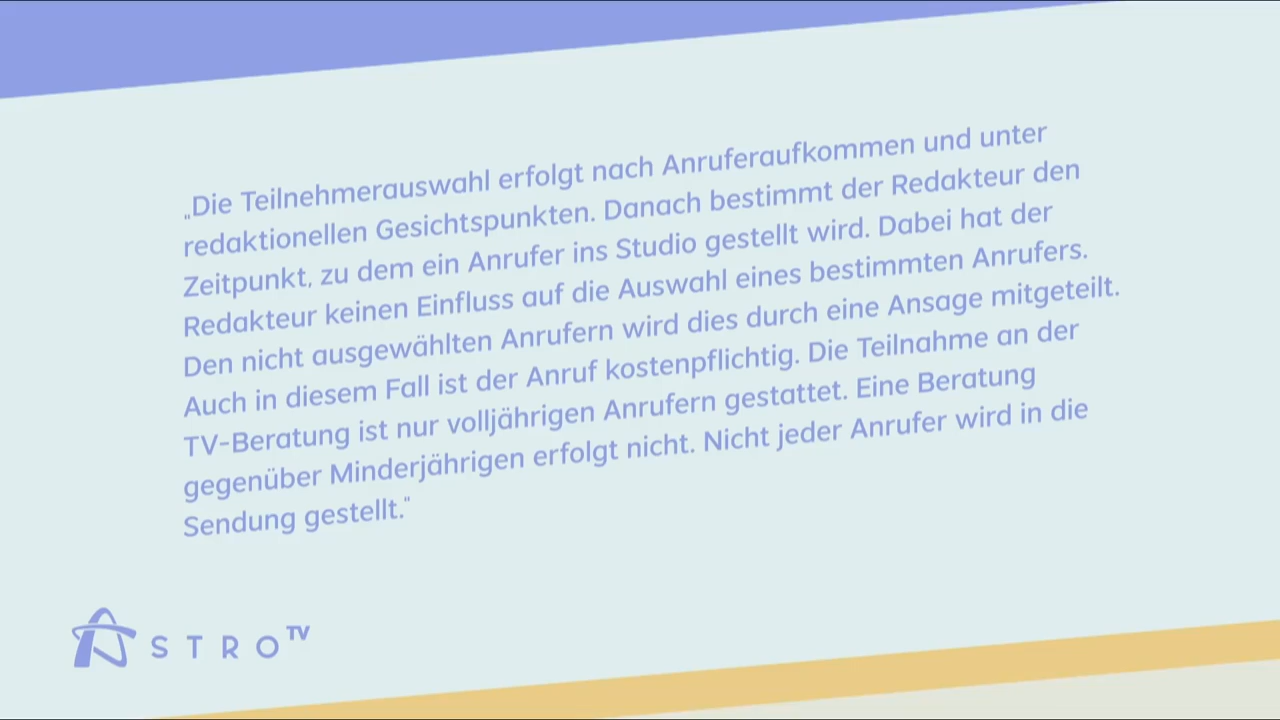 „Die Teilnehmerauswahl erfolgt nach Anruferaufkommen und unter
redaktionellen Gesichtspunkten. Danach bestimmt der Redakteur den
Zeitpunkt, zu dem ein Anrufer ins Studio gestellt wird. Dabei hat der
Redakteur keinen Einfluss auf die Auswahl eines bestimmten Anrufers.
Den nicht ausgewählten Anrufern wird dies durch eine Ansage mitgeteilt.
Auch in diesem Fall ist der Anruf kostenpflichtig. Die Teilnahme an der
TV-Beratung ist nur volljährigen Anrufern gestattet. Eine Beratung
gegenüber Minderjährigen erfolgt nicht. Nicht jeder Anrufer wird in die
Sendung gestellt."
ASTRO TV